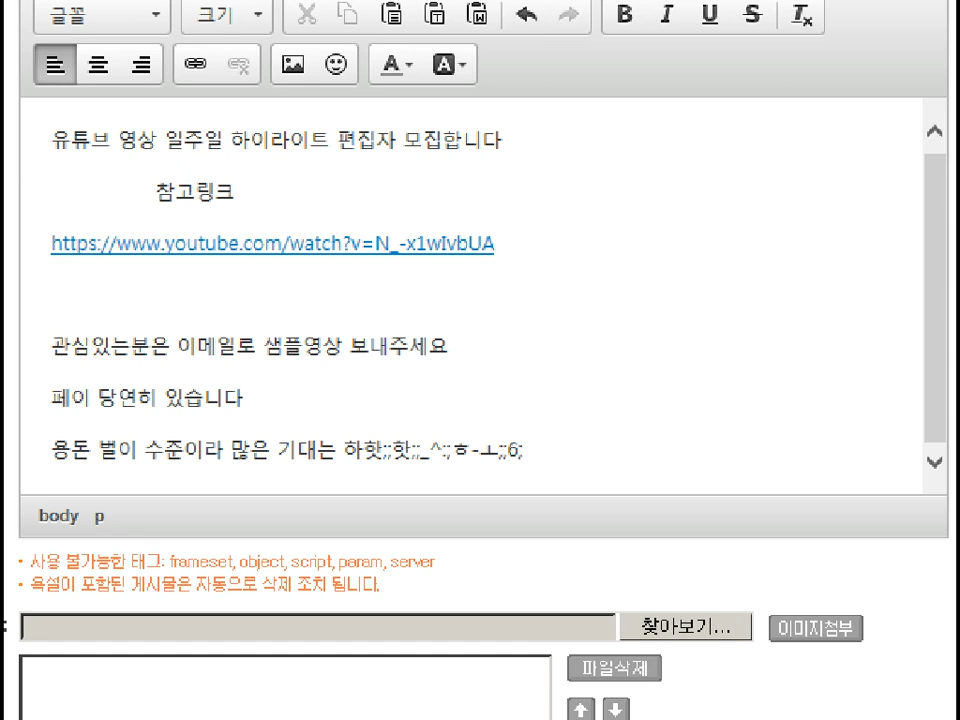 글꼴 크기 B I U S Tx
A A
유튜브 영상 일주일 하이라이트 편집자 모집합니다
참고링크
https://www.youtube.com/watch?v=N_-x1wIvbUA
관심있는분은 이메일로 샘플영상 보내주세요
페이 당연히 있습니다
용돈 벌이 수준이라 많은 기대는 하핫;;핫;;_^:;ㅎ-ㅗ;;6;
body p
• 사용 불가능한 태그: frameset, object, script, param, server
• 욕설이 포함된 게시물은 자동으로 삭제 조치 됩니다.
: 찾아보기... 이미지첨부
파일삭제